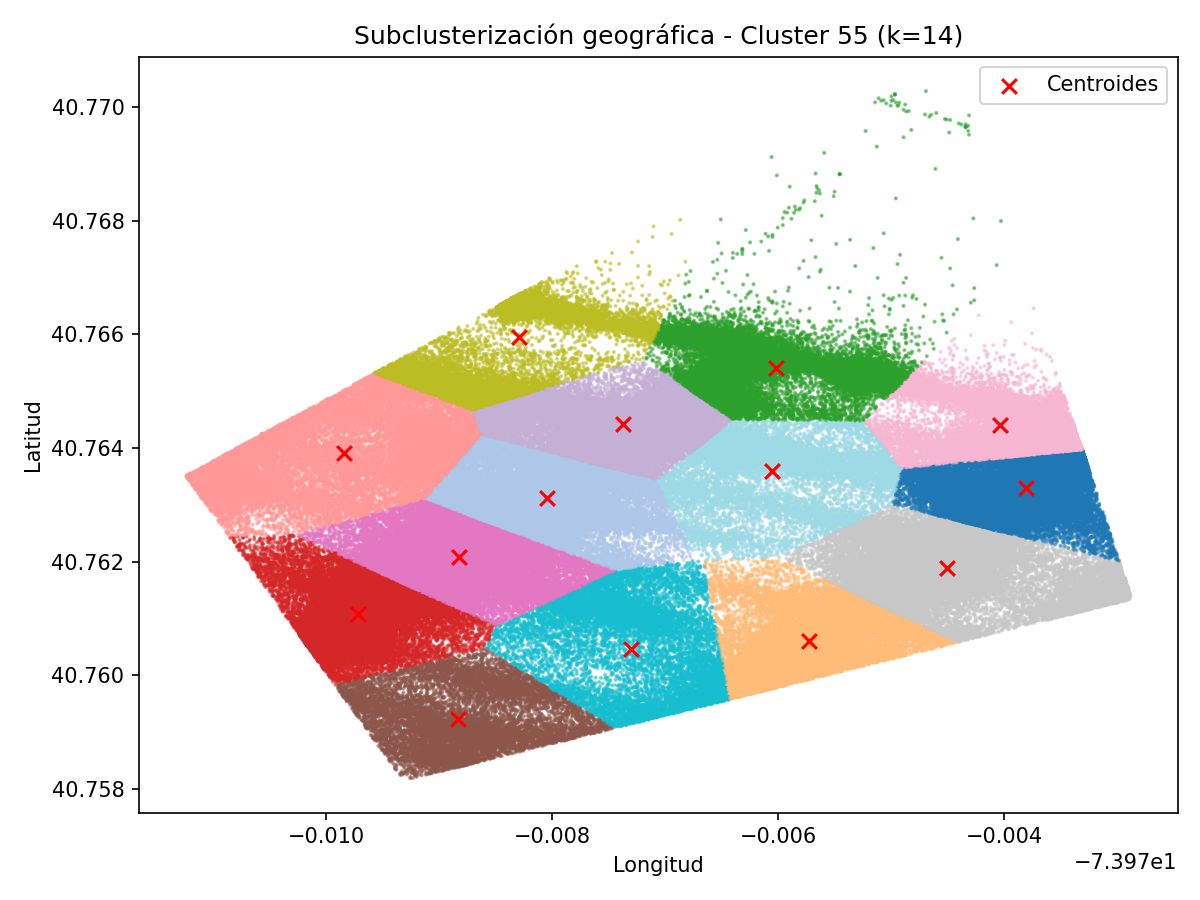 Subclusterización geográfica - Cluster 55 (k=14)
Centroides
40.770
40.768
40.766
40.764
40.762
40.760
40.758
Latitud
−0.010
−0.008
−0.006
−0.004
Longitud
−7.397e1